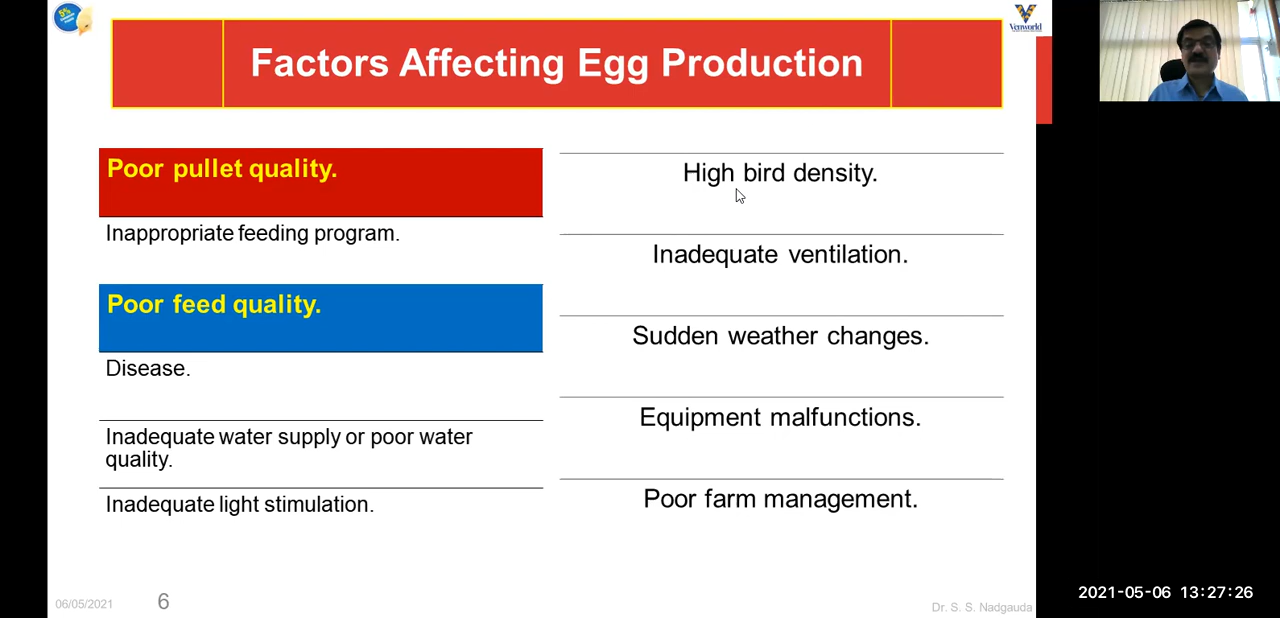 5%
Venworld
Factors Affecting Egg Production
Poor pullet quality.
Inappropriate feeding program.
Poor feed quality.
Disease.
Inadequate water supply or poor water
quality.
Inadequate light stimulation.
High bird density.
Inadequate ventilation.
Sudden weather changes.
Equipment malfunctions.
Poor farm management.
06/05/2021
6
Dr. S. S. Nadgauda
2021-05-06 13:27:26